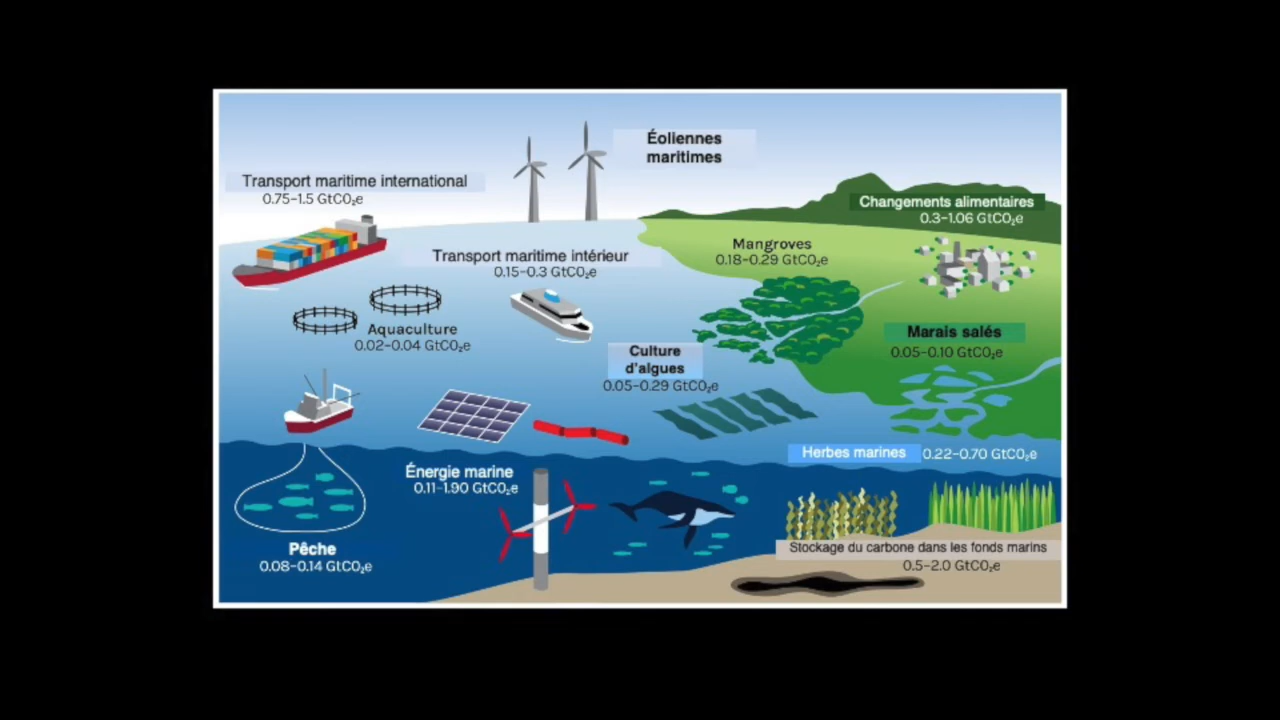 Éoliennes
maritimes
Transport maritime international
0.75–1.5 GtCO₂e
Changements alimentaires
0.3–1.06 GtCO₂e
Mangroves
0.18–0.29 GtCO₂e
Transport maritime intérieur
0.15–0.3 GtCO₂e
Aquaculture
0.02–0.04 GtCO₂e
Marais salés
0.05–0.10 GtCO₂e
Culture
d'algues
0.05–0.29 GtCO₂e
Herbes marines 0.22–0.70 GtCO₂e
Énergie marine
0.11–1.90 GtCO₂e
Pêche
0.08–0.14 GtCO₂e
Stockage du carbone dans les fonds marins
0.5–2.0 GtCO₂e